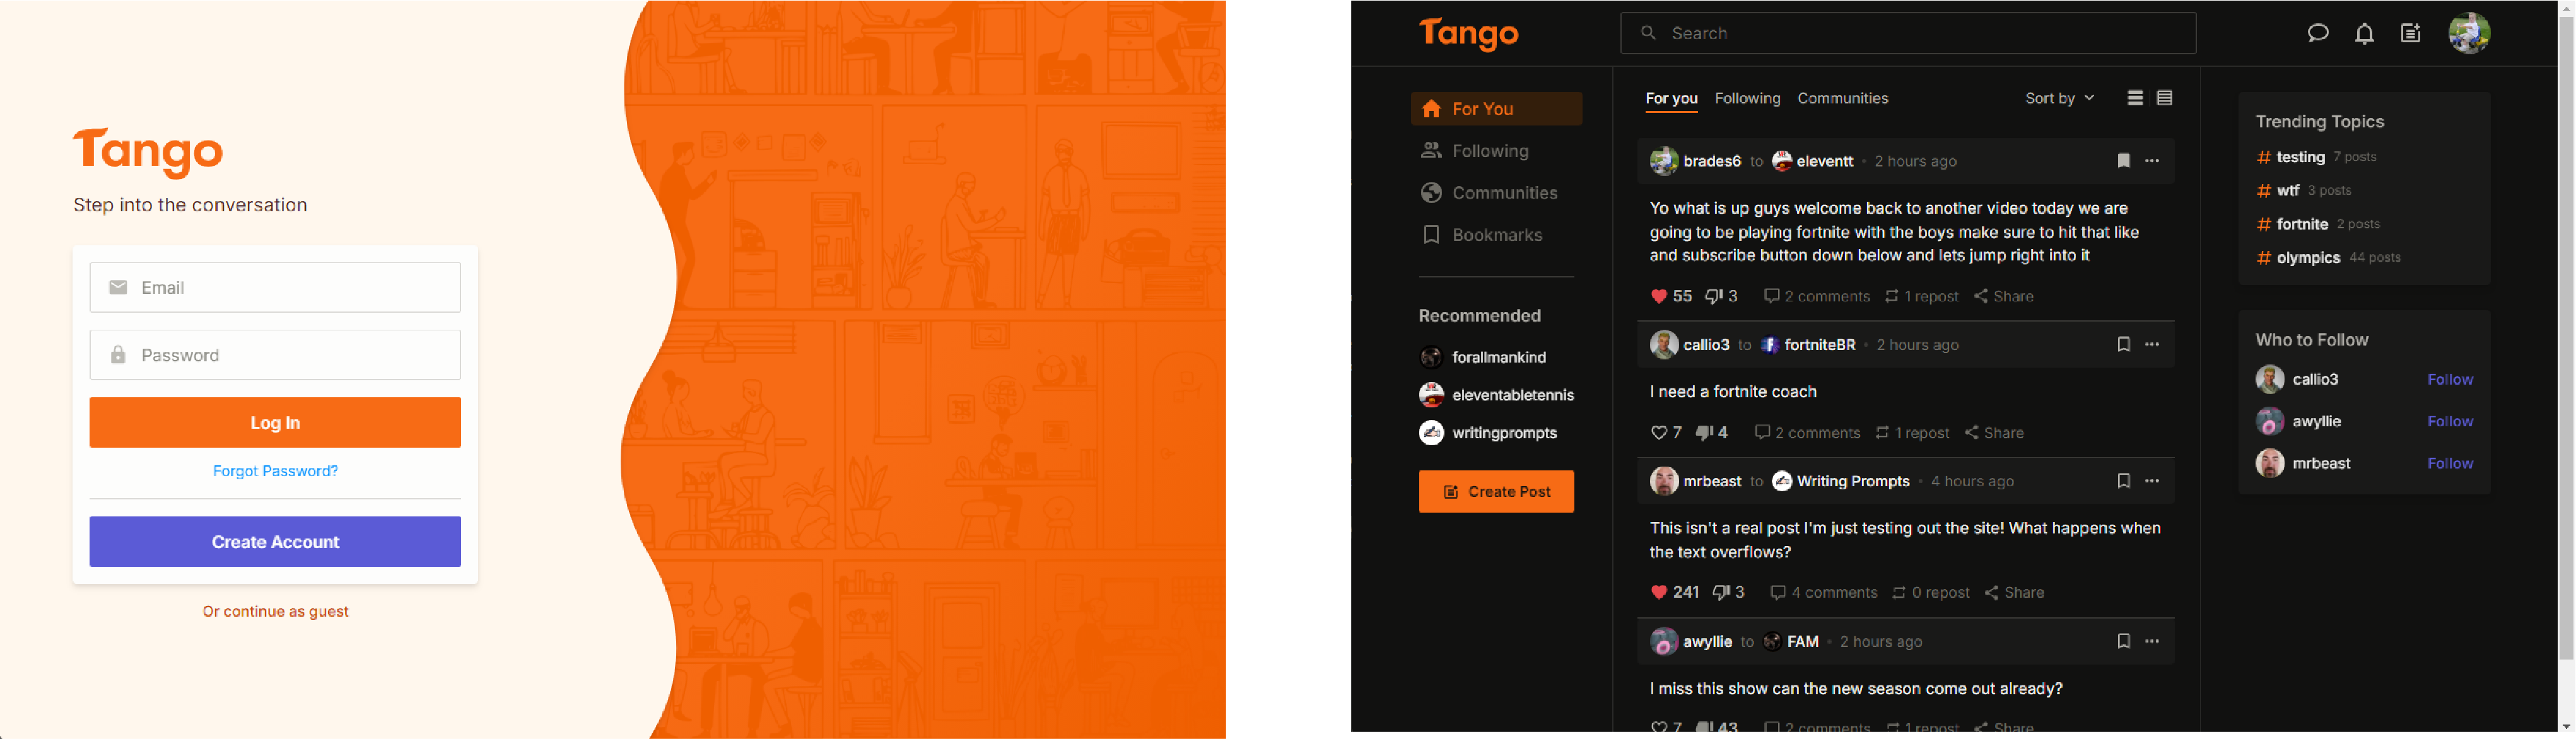 Tango
Step into the conversation
Email
Password
Log In
Forgot Password?
Create Account
Or continue as guest
Tango
Search
For You
Following
Communities
Bookmarks
Recommended
forallmankind
eleventabletennis
writingprompts
Create Post
For you Following Communities Sort by
brades6 to eleventt • 2 hours ago
Yo what is up guys welcome back to another video today we are
going to be playing fortnite with the boys make sure to hit that like
and subscribe button down below and lets jump right into it
55 3 2 comments 1 repost Share
callio3 to fortniteBR • 2 hours ago
I need a fortnite coach
7 4 2 comments 1 repost Share
mrbeast to Writing Prompts • 4 hours ago
This isn't a real post I'm just testing out the site! What happens when
the text overflows?
241 3 4 comments 0 repost Share
awyllie to FAM • 2 hours ago
I miss this show can the new season come out already?
7 43 2 comments 1 repost Share
Trending Topics
# testing 7 posts
# wtf 3 posts
# fortnite 2 posts
# olympics 44 posts
Who to Follow
callio3 Follow
awyllie Follow
mrbeast Follow